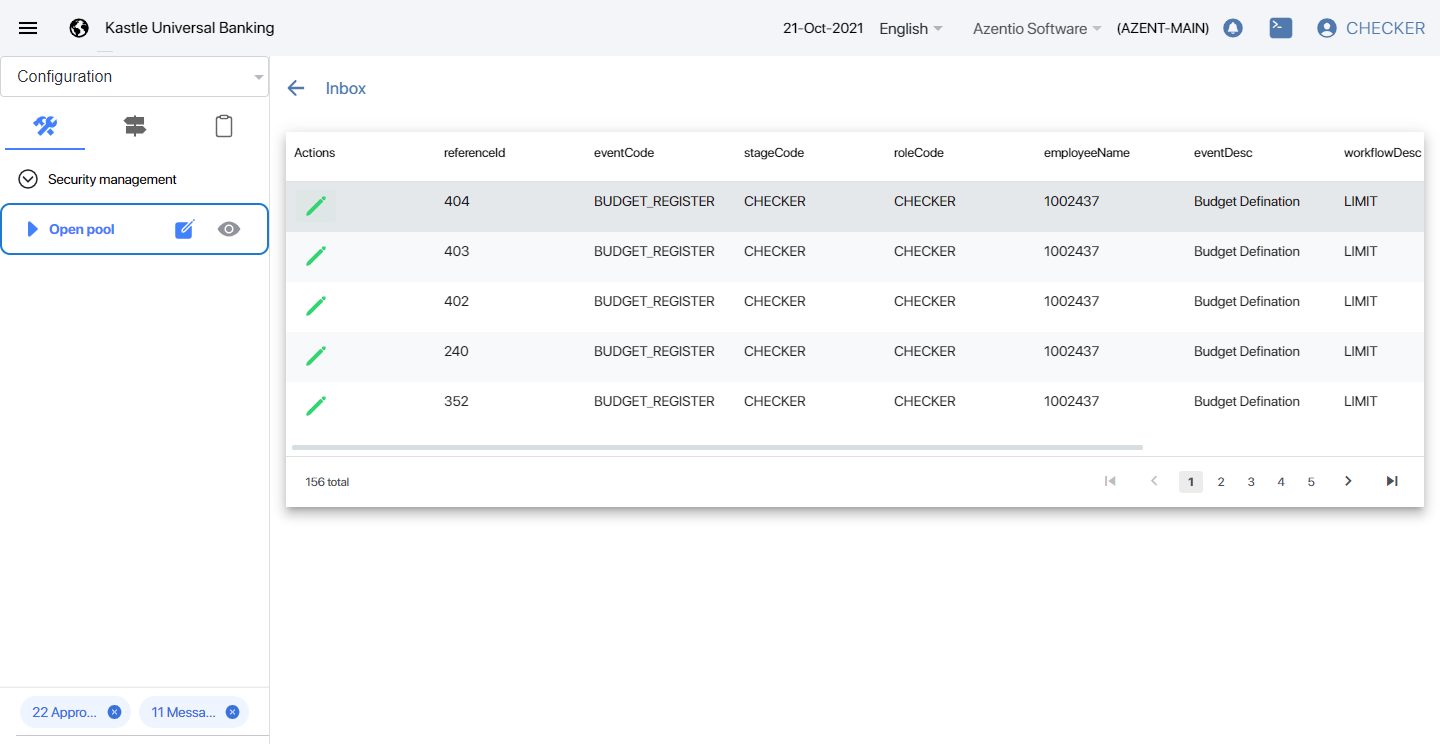 Kastle Universal Banking 21-Oct-2021 English Azentio Software (AZENT-MAIN) CHECKER
Configuration
Security management
Open pool
22 Appro... 11 Messa...
Inbox
Actions referenceId eventCode stageCode roleCode employeeName eventDesc workflowDesc
404 BUDGET_REGISTER CHECKER CHECKER 1002437 Budget Defination LIMIT
403 BUDGET_REGISTER CHECKER CHECKER 1002437 Budget Defination LIMIT
402 BUDGET_REGISTER CHECKER CHECKER 1002437 Budget Defination LIMIT
240 BUDGET_REGISTER CHECKER CHECKER 1002437 Budget Defination LIMIT
352 BUDGET_REGISTER CHECKER CHECKER 1002437 Budget Defination LIMIT
156 total 1 2 3 4 5